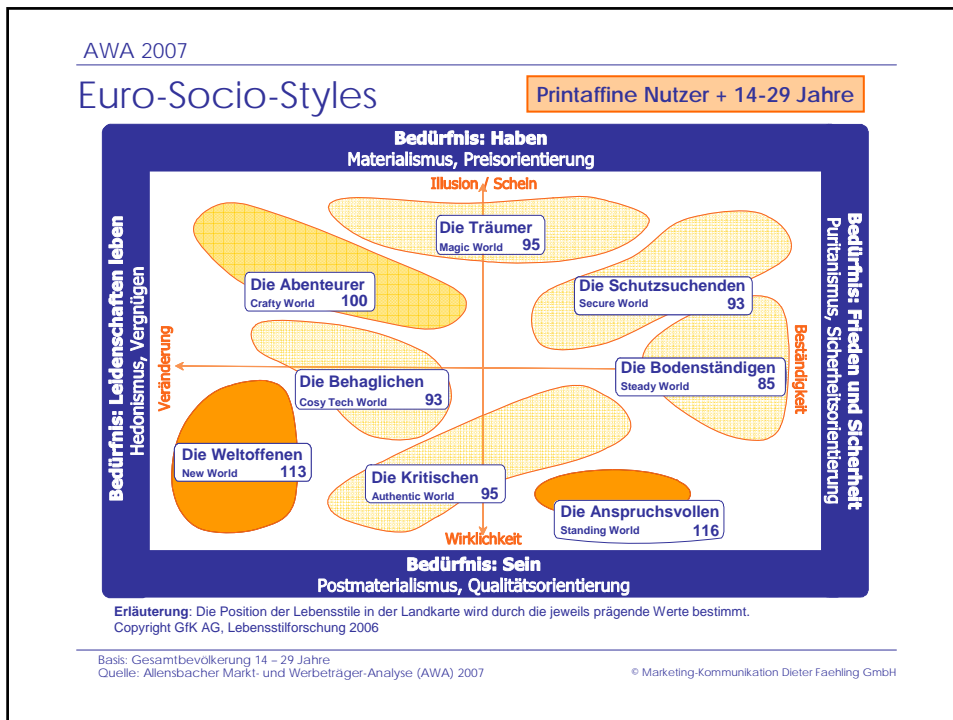 AWA 2007
Euro-Socio-Styles
Printaffine Nutzer + 14-29 Jahre
Bedürfnis: Haben
Materialismus, Preisorientierung
Illusion / Schein
Bedürfnis: Leidenschaften leben
Hedonismus, Vergnügen
Veränderung
Die Träumer
Magic World 95
Die Abenteurer
Crafty World 100
Die Schutzsuchenden
Secure World 93
Die Behaglichen
Cosy Tech World 93
Die Bodenständigen
Steady World 85
Die Weltoffenen
New World 113
Die Kritischen
Authentic World 95
Die Anspruchsvollen
Standing World 116
Beständigkeit
Bedürfnis: Frieden und Sicherheit
Puritanismus, Sicherheitsorientierung
Wirklichkeit
Bedürfnis: Sein
Postmaterialismus, Qualitätsorientierung
Erläuterung: Die Position der Lebensstile in der Landkarte wird durch die jeweils prägende Werte bestimmt.
Copyright GfK AG, Lebensstilforschung 2006
Basis: Gesamtbevölkerung 14 – 29 Jahre
Quelle: Allensbacher Markt- und Werbeträger-Analyse (AWA) 2007
© Marketing-Kommunikation Dieter Faehling GmbH